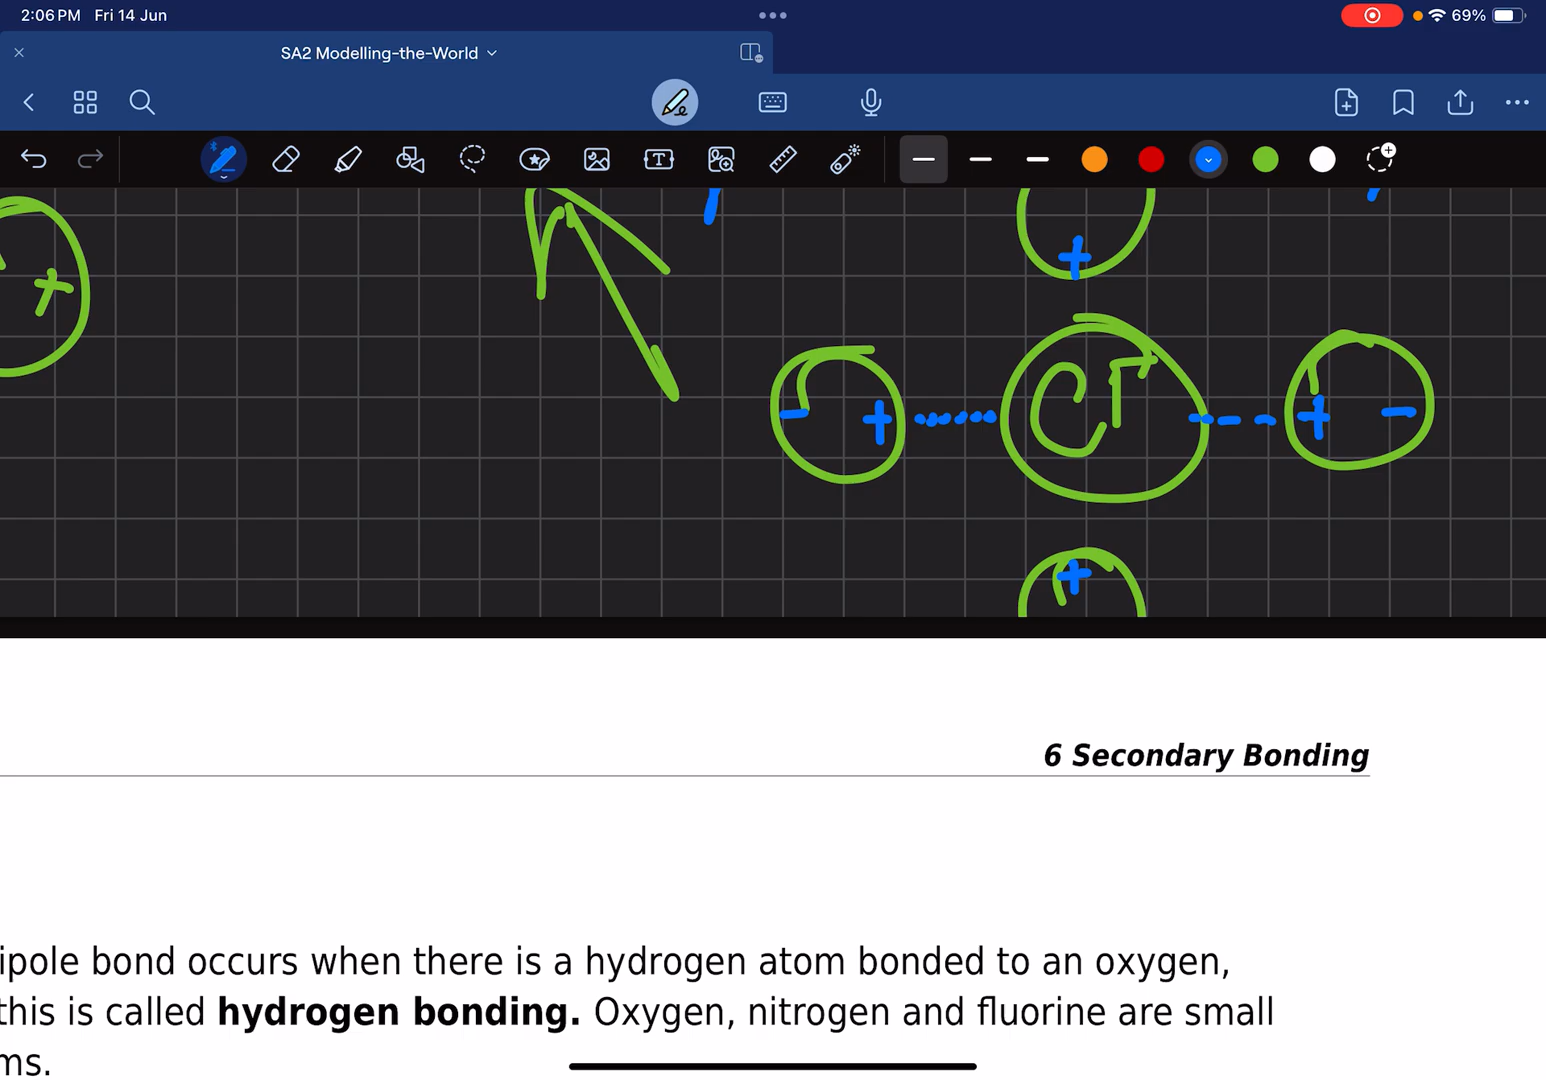 2:06 PM Fri 14 Jun
69%
SA2 Modelling-the-World
T
+
+
- + Cl⁻ + -
+
6 Secondary Bonding
ipole bond occurs when there is a hydrogen atom bonded to an oxygen,
this is called hydrogen bonding. Oxygen, nitrogen and fluorine are small
ms.